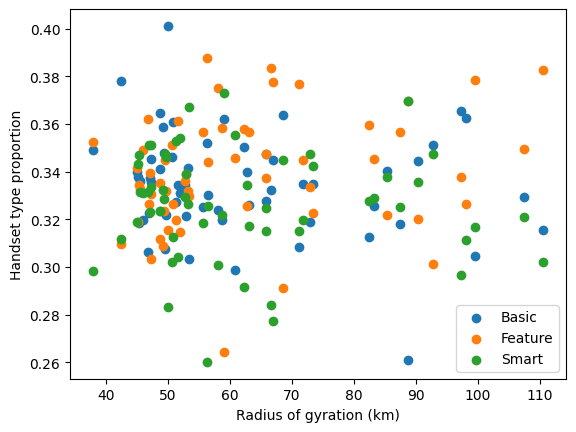 Handset type proportion
0.40
0.38
0.36
0.34
0.32
0.30
0.28
0.26
40 50 60 70 80 90 100 110
Radius of gyration (km)
Basic
Feature
Smart